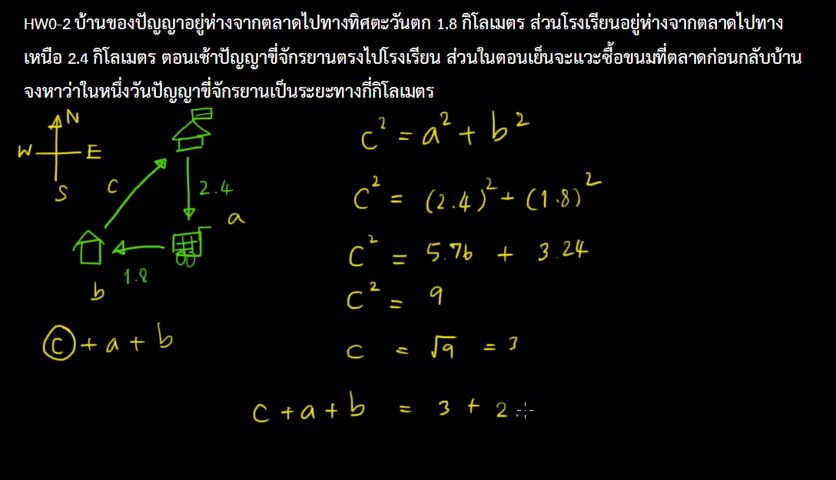 HW0-2 บ้านของปัญญาอยู่ห่างจากตลาดไปทางทิศตะวันตก 1.8 กิโลเมตร ส่วนโรงเรียนอยู่ห่างจากตลาดไปทาง
เหนือ 2.4 กิโลเมตร ตอนเช้าปัญญาขี่จักรยานตรงไปโรงเรียน ส่วนในตอนเย็นจะแวะซื้อขนมที่ตลาดก่อนกลับบ้าน
จงหาว่าในหนึ่งวันปัญญาขี่จักรยานเป็นระยะทางกี่กิโลเมตร
N
W E
S
c
2.4
a
1.8
b
c + a + b
c² = a² + b²
c² = (2.4)² + (1.8)²
c² = 5.76 + 3.24
c² = 9
c = √9 = 3
c + a + b = 3 + 2.